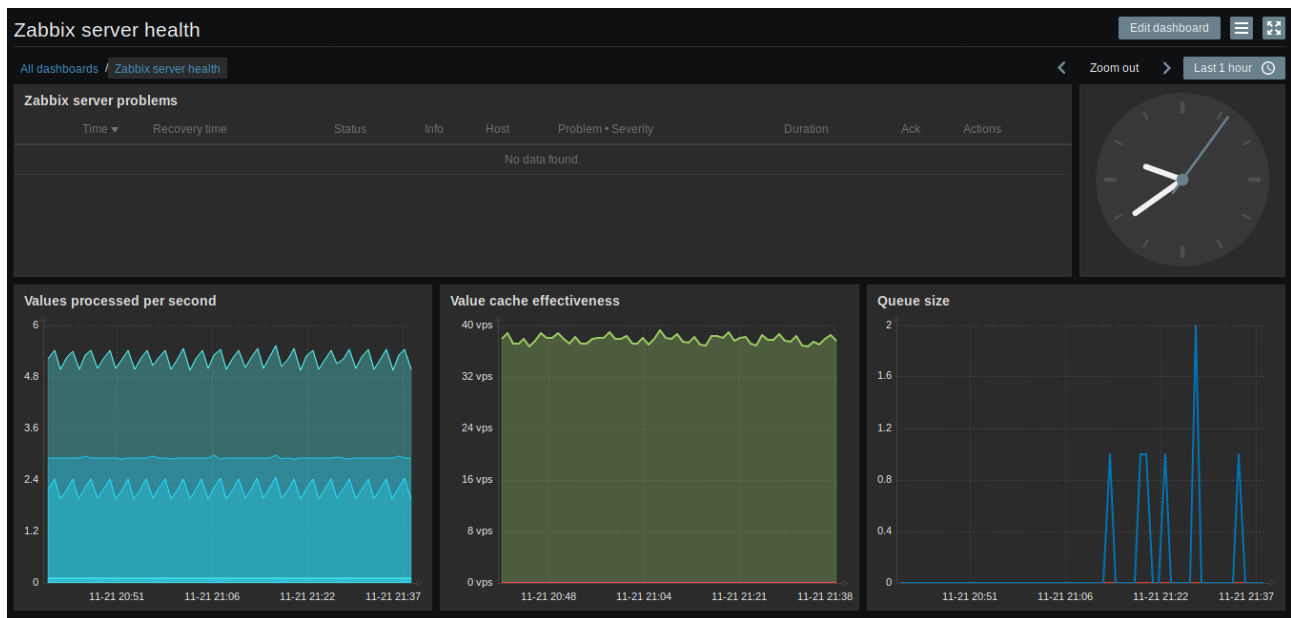 Zabbix server health
Edit dashboard
All dashboards / Zabbix server health
Zoom out
Last 1 hour
Zabbix server problems
Time ▼ Recovery time Status Info Host Problem • Severity Duration Ack Actions
No data found.
Values processed per second
6
4.8
3.6
2.4
1.2
0
11-21 20:51 11-21 21:06 11-21 21:22 11-21 21:37
Value cache effectiveness
40 vps
32 vps
24 vps
16 vps
8 vps
0 vps
11-21 20:48 11-21 21:04 11-21 21:21 11-21 21:38
Queue size
2
1.6
1.2
0.8
0.4
0
11-21 20:51 11-21 21:06 11-21 21:22 11-21 21:37